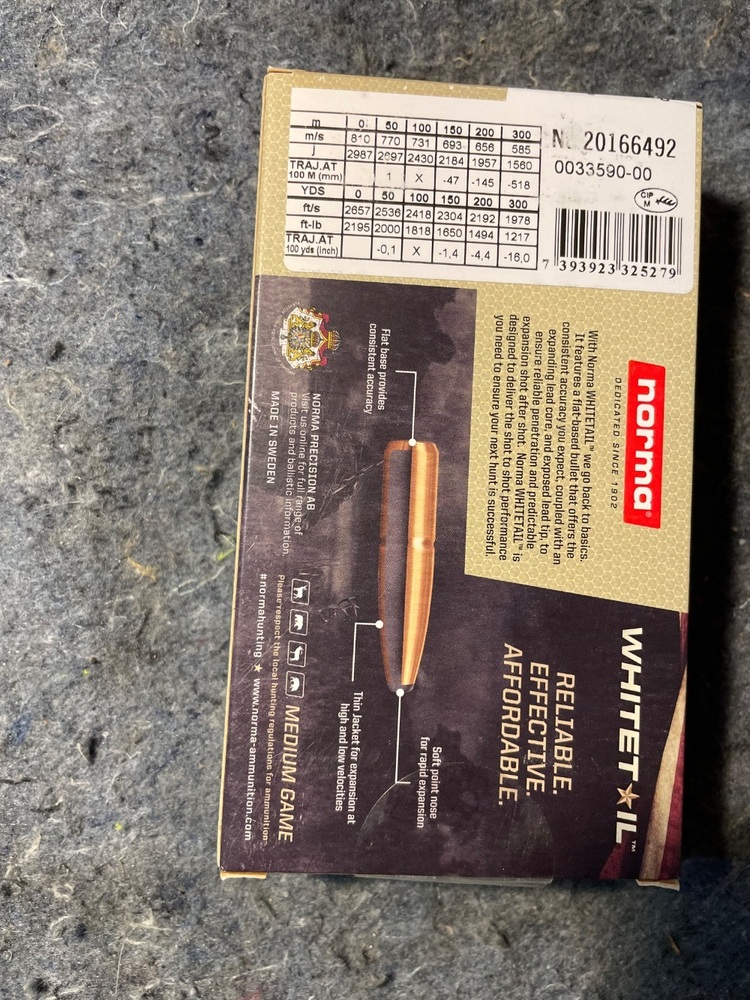 m 0 50 100 150 200 300
m/s 810 770 731 693 656 585
j 2987 2697 2430 2184 1957 1560
TRAJ.AT
100 M (mm) 1 X -47 -145 -518
YDS 0 50 100 150 200 300
ft/s 2657 2536 2418 2304 2192 1978
ft-lb 2195 2000 1818 1650 1494 1217
TRAJ.AT
100 yds (inch) -0,1 X -1,4 -4,4 -16,0
20166492
0033590-00
CIP
M
7 393923 325279
norma®
DEDICATED SINCE 1902
With Norma WHITETAIL™ we go back to basics.
It features a flat-based bullet that offers the
consistent accuracy you expect, coupled with an
expanding lead core, and exposed lead tip, to
ensure reliable penetration and predictable
expansion shot after shot. Norma WHITETAIL™ is
designed to deliver the shot to shot performance
you need to ensure your next hunt is successful.
WHITET★IL™
RELIABLE.
EFFECTIVE.
AFFORDABLE.
Flat base provides
consistent accuracy
Soft point nose
for rapid expansion
Thin Jacket for expansion at
high and low velocities
NORMA PRECISION AB
Visit us online for full range of
products and ballistic information.
MADE IN SWEDEN
MEDIUM GAME
Please respect the local hunting regulations for ammunition
#normahunting ★ www.norma-ammunition.com